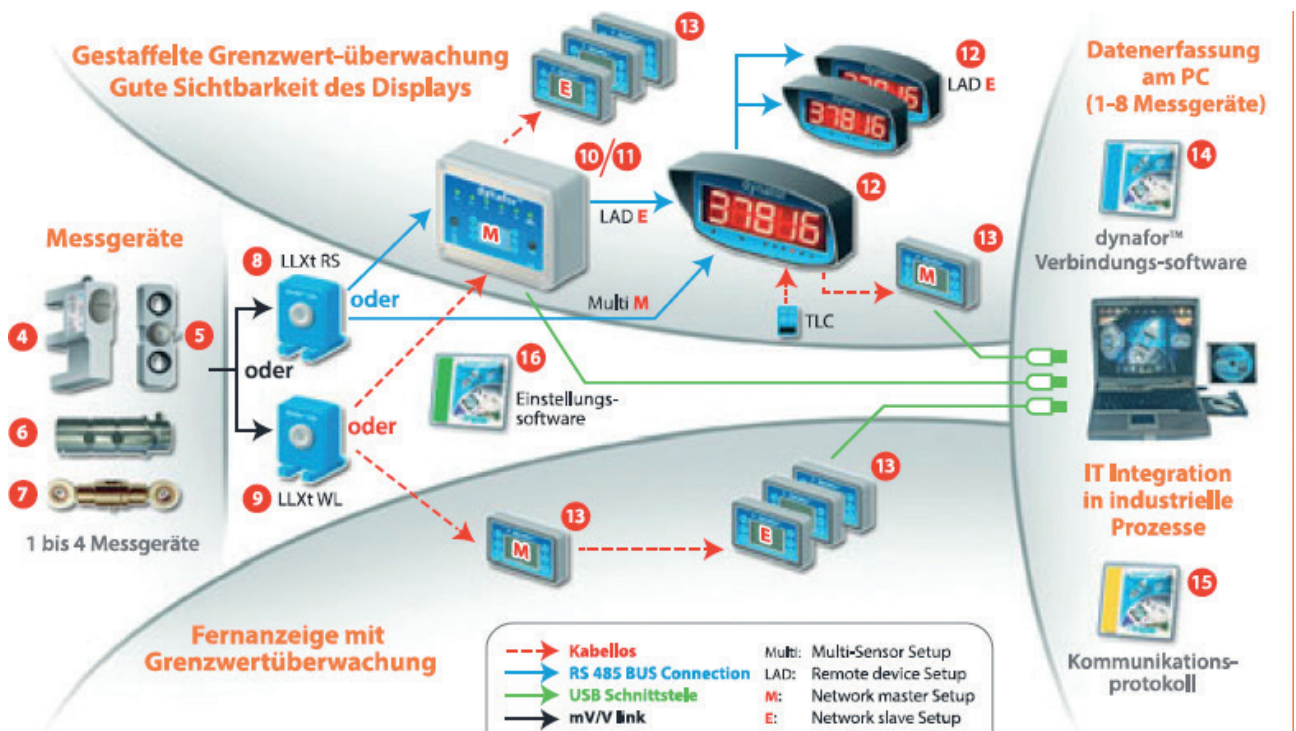 Gestaffelte Grenzwert-überwachung
Gute Sichtbarkeit des Displays
13
E
12
LAD E
37816
37816
Datenerfassung
am PC
(1-8 Messgeräte)
14
dynafor™
Verbindungs-software
10/11
dynafor™
M
LAD E
12
dynafor
37816
13
M
Multi M
TLC
Messgeräte
4
5
6
7
1 bis 4 Messgeräte
8 LLXt RS
oder
oder
oder
9 LLXt WL
16
Einstellungs-
software
13
M
13
E
IT Integration
in industrielle
Prozesse
15
Kommunikations-
protokoll
Fernanzeige mit
Grenzwertüberwachung
Kabellos
RS 485 BUS Connection
USB Schnittstele
mV/V link
Multi: Multi-Sensor Setup
LAD: Remote device Setup
M: Network master Setup
E: Network slave Setup